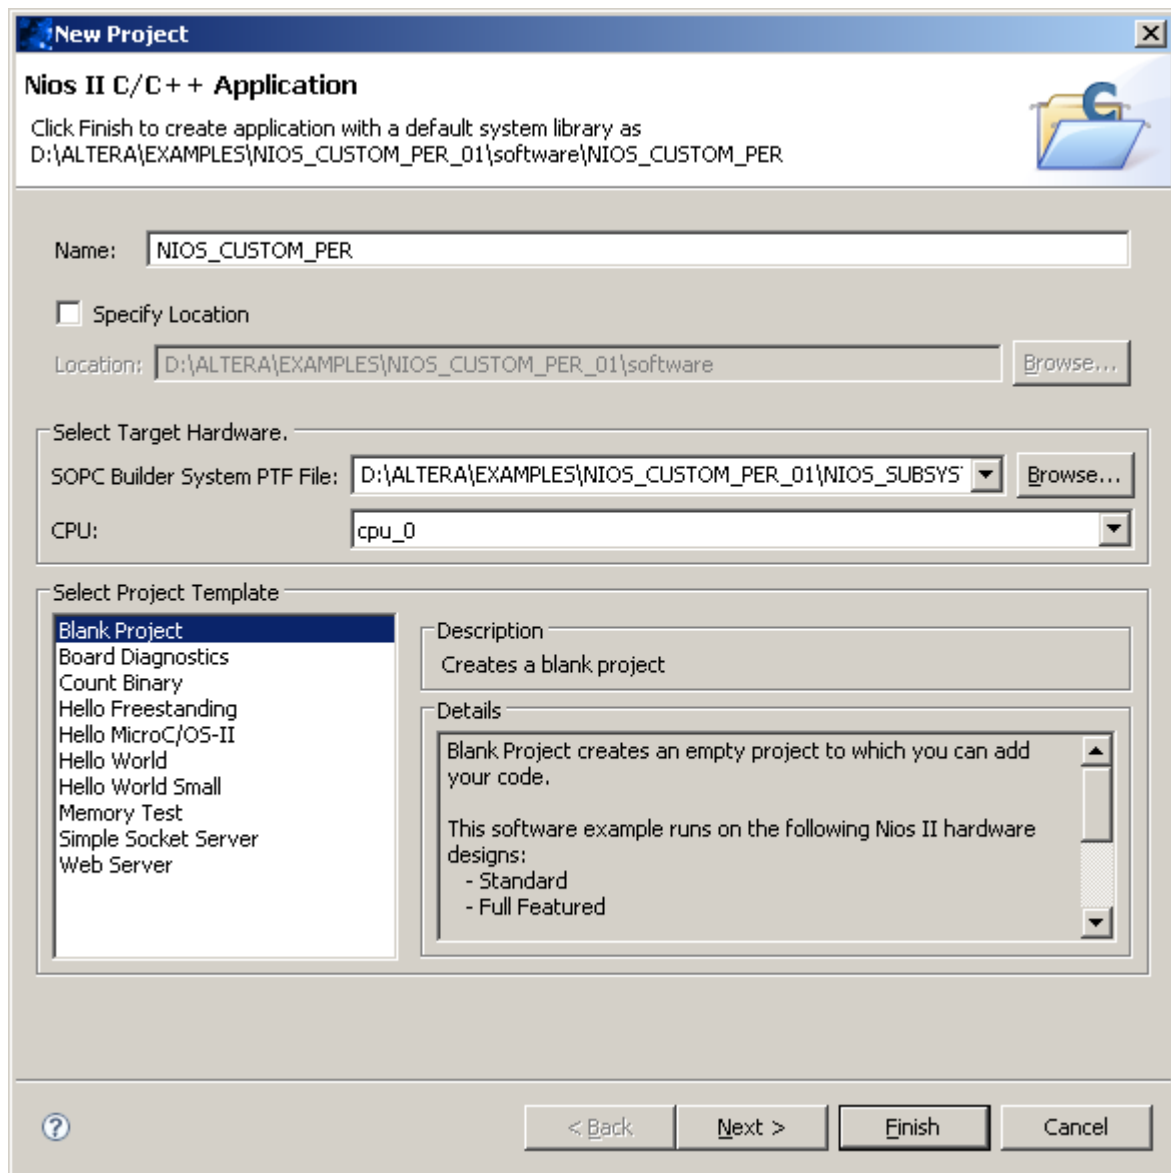 New Project
Nios II C/C++ Application
Click Finish to create application with a default system library as
D:\ALTERA\EXAMPLES\NIOS_CUSTOM_PER_01\software\NIOS_CUSTOM_PER
Name: NIOS_CUSTOM_PER
Specify Location
Location: D:\ALTERA\EXAMPLES\NIOS_CUSTOM_PER_01\software Browse...
Select Target Hardware.
SOPC Builder System PTF File: D:\ALTERA\EXAMPLES\NIOS_CUSTOM_PER_01\NIOS_SUBSYS Browse...
CPU: cpu_0
Select Project Template
Blank Project
Board Diagnostics
Count Binary
Hello Freestanding
Hello MicroC/OS-II
Hello World
Hello World Small
Memory Test
Simple Socket Server
Web Server
Description
Creates a blank project
Details
Blank Project creates an empty project to which you can add
your code.
This software example runs on the following Nios II hardware
designs:
- Standard
- Full Featured
? < Back Next > Finish Cancel